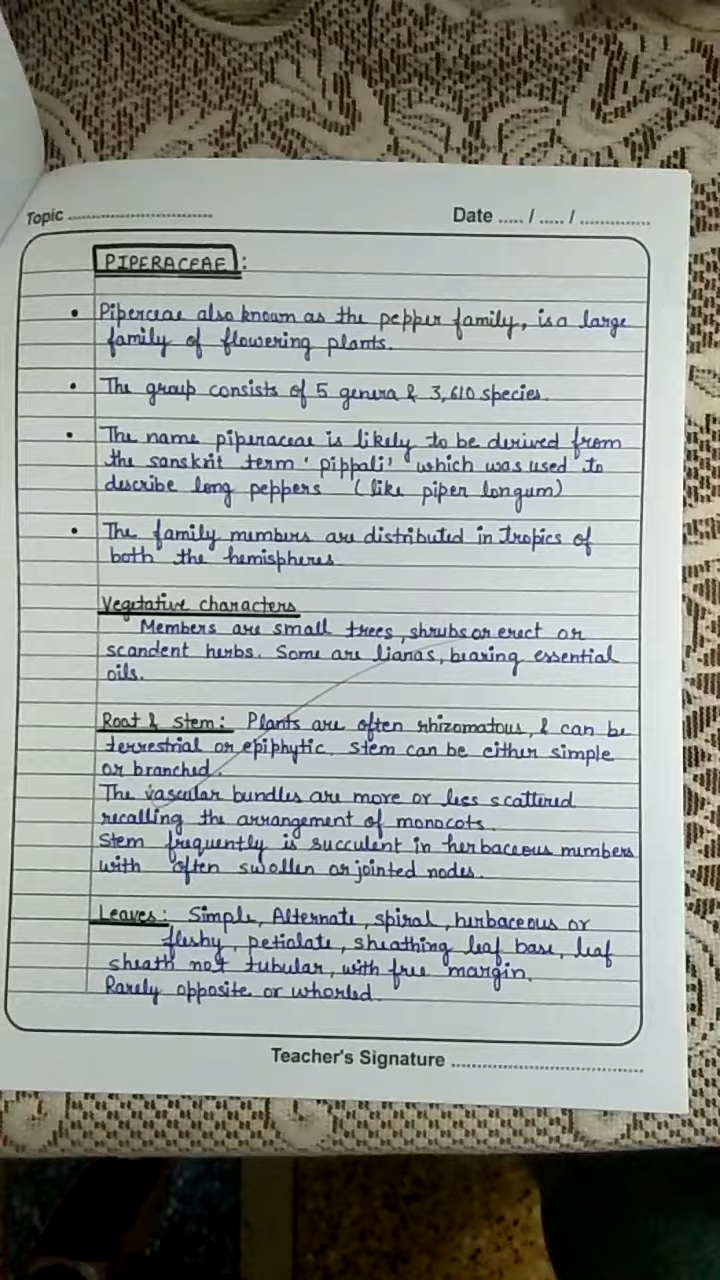 Topic ................................
Date ..... / ..... / ..............
PIPERACEAE :
• Piperceae also known as the pepper family, is a large
family of flowering plants.
• The group consists of 5 genera & 3,610 species.
• The name piperaceae is likely to be derived from
the sanskrit term 'pippali' which was used to
describe long peppers (like piper longum)
• The family members are distributed in tropics of
both the hemispheres.
Vegetative characters
Members are small trees, shrubs or erect or
scandent herbs. Some are lianas, bearing essential
oils.
Root & stem: Plants are often rhizomatous, & can be
terrestrial or epiphytic. Stem can be either simple
or branched.
The vascular bundles are more or less scattered
recalling the arrangement of monocots.
Stem frequently is succulent in herbaceous members
with often swollen or jointed nodes.
Leaves: Simple, Alternate, spiral, herbaceous or
fleshy, petiolate, sheathing leaf base, leaf
sheath not tubular, with free margin.
Rarely opposite or whorled.
Teacher's Signature ................................